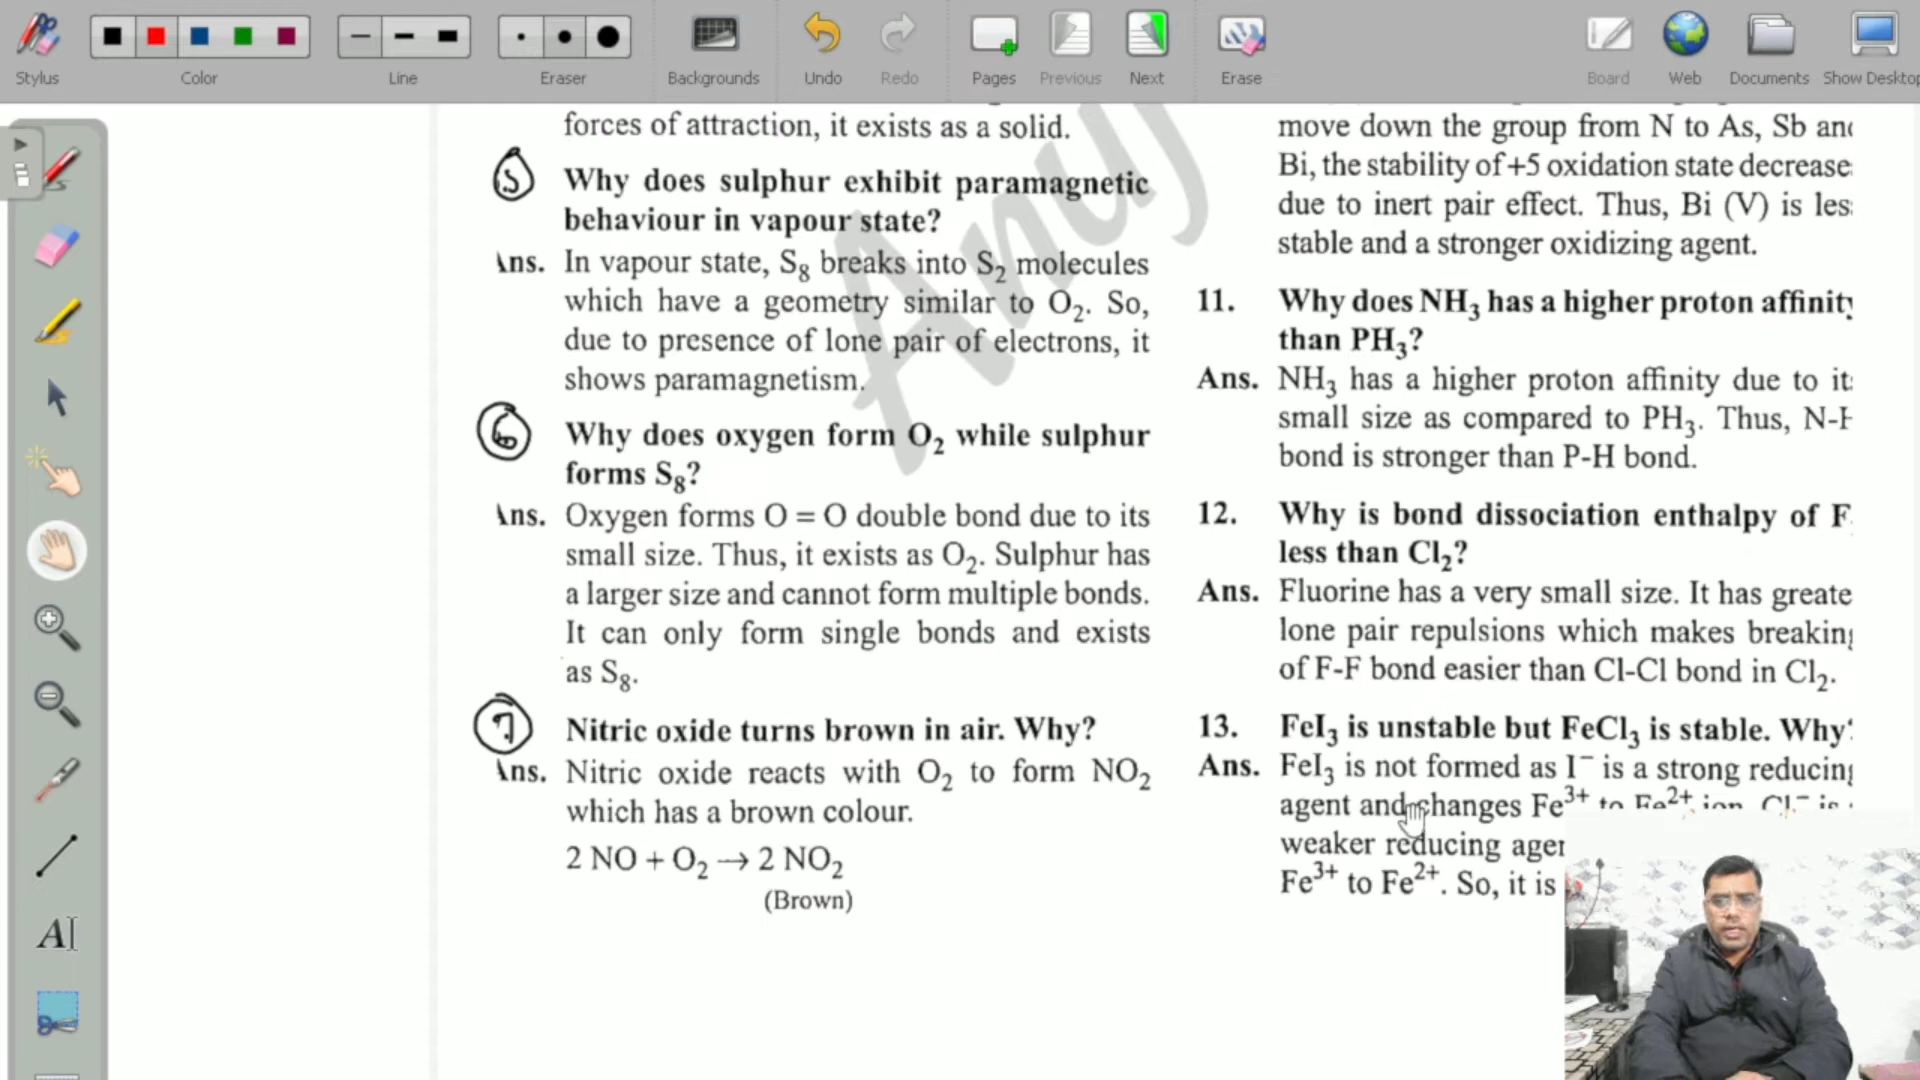 Stylus
Color
Line
Eraser
Backgrounds
Undo
Redo
Pages
Previous
Next
Erase
Board
Web
Documents
Show Desktop
forces of attraction, it exists as a solid.
5 Why does sulphur exhibit paramagnetic
behaviour in vapour state?
Ans. In vapour state, S₈ breaks into S₂ molecules
which have a geometry similar to O₂. So,
due to presence of lone pair of electrons, it
shows paramagnetism.
6 Why does oxygen form O₂ while sulphur
forms S₈?
Ans. Oxygen forms O = O double bond due to its
small size. Thus, it exists as O₂. Sulphur has
a larger size and cannot form multiple bonds.
It can only form single bonds and exists
as S₈.
7 Nitric oxide turns brown in air. Why?
Ans. Nitric oxide reacts with O₂ to form NO₂
which has a brown colour.
2 NO + O₂ → 2 NO₂
(Brown)
move down the group from N to As, Sb and
Bi, the stability of +5 oxidation state decrease
due to inert pair effect. Thus, Bi (V) is les
stable and a stronger oxidizing agent.
11. Why does NH₃ has a higher proton affinity
than PH₃?
Ans. NH₃ has a higher proton affinity due to it
small size as compared to PH₃. Thus, N-H
bond is stronger than P-H bond.
12. Why is bond dissociation enthalpy of F
less than Cl₂?
Ans. Fluorine has a very small size. It has greate
lone pair repulsions which makes breaking
of F-F bond easier than Cl-Cl bond in Cl₂.
13. FeI₃ is unstable but FeCl₃ is stable. Why?
Ans. FeI₃ is not formed as I⁻ is a strong reducing
agent and changes Fe³⁺ to Fe²⁺ ion. Cl⁻ is
weaker reducing agen
Fe³⁺ to Fe²⁺. So, it is
Anuj
AI